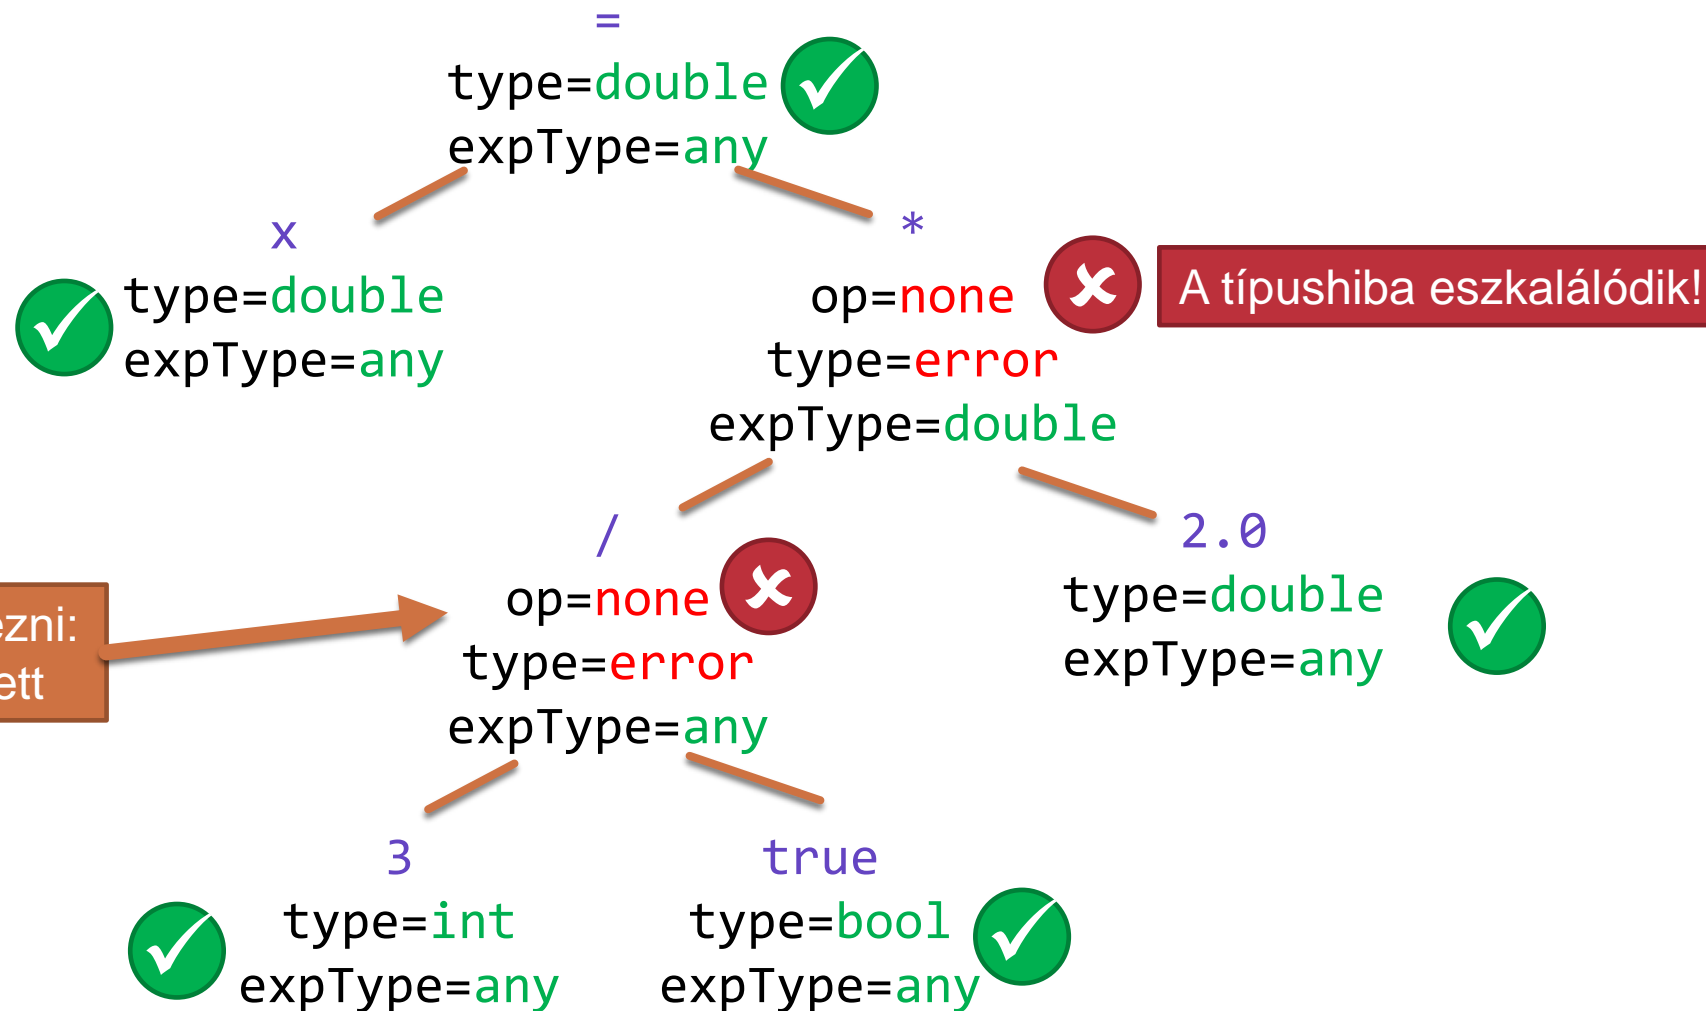 =
type=double
expType=any
x
type=double
expType=any
*
op=none
type=error
expType=double
A típushiba eszkalálódik!
/
op=none
type=error
expType=any
2.0
type=double
expType=any
3
type=int
expType=any
true
type=bool
expType=any